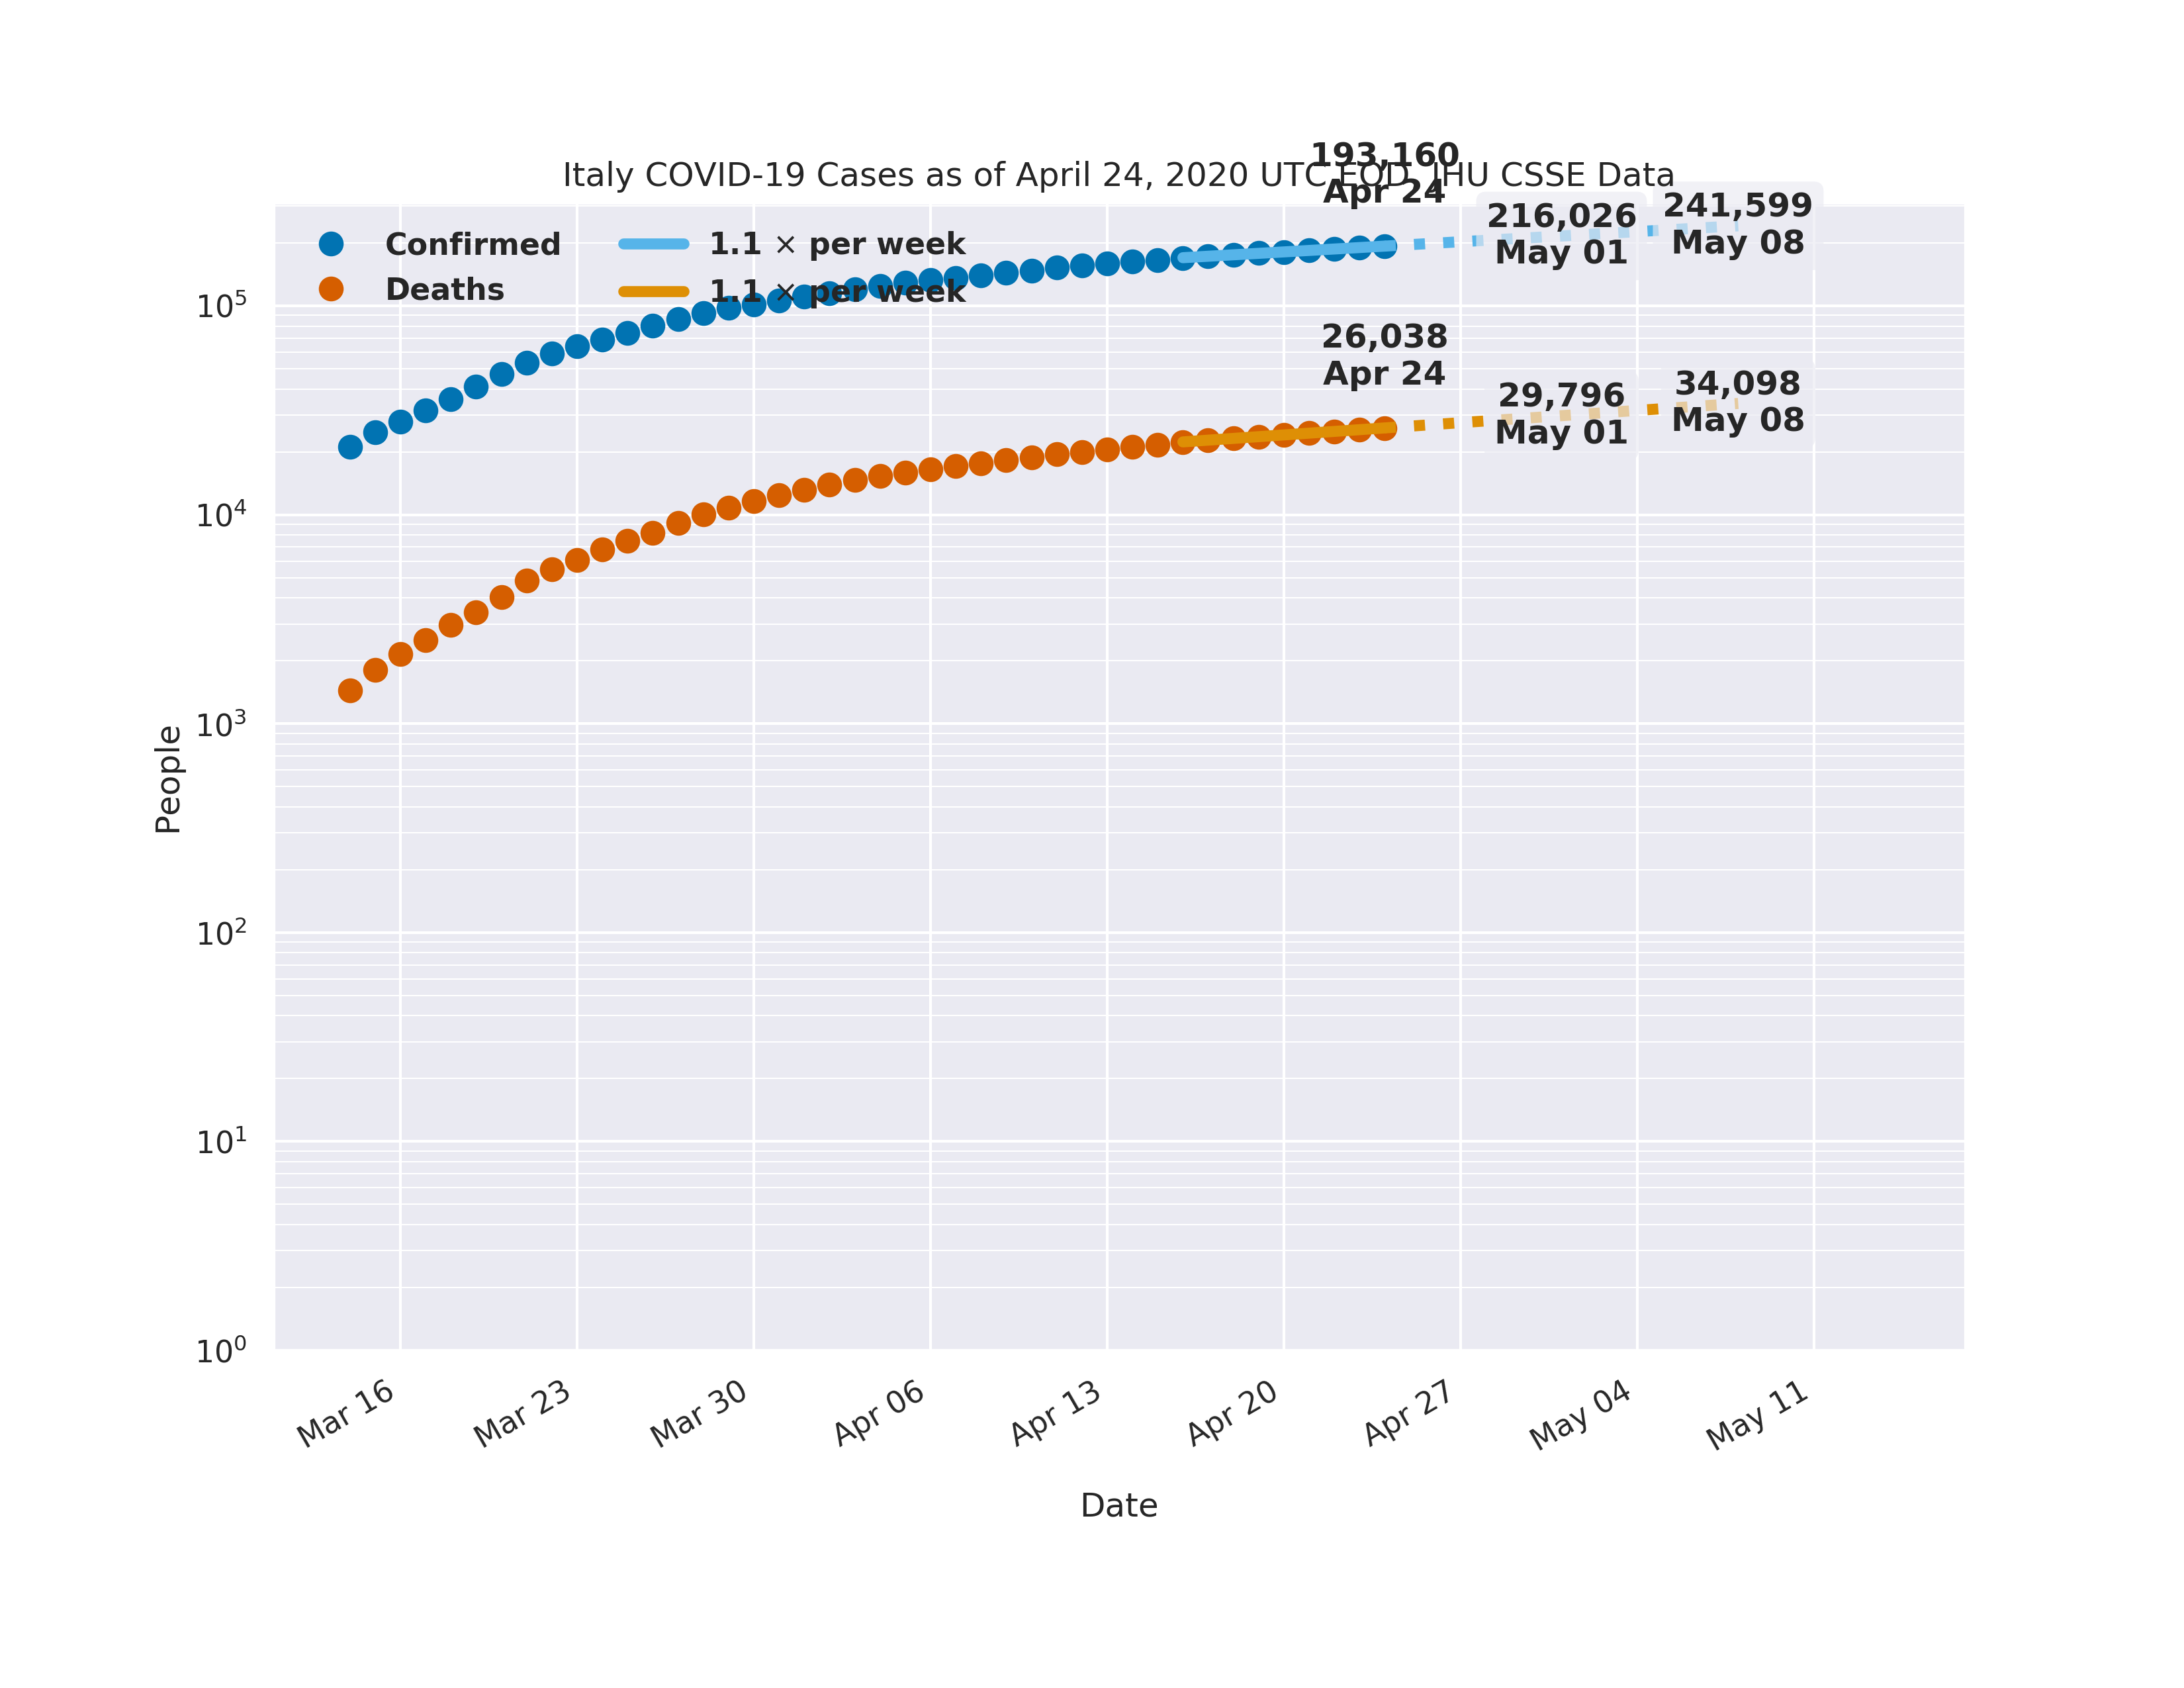 193,160
Apr 24
Italy COVID-19 Cases as of April 24, 2020 UTC EOD, JHU CSSE Data
Confirmed
Deaths
1.1 × per week
1.1 × per week
216,026
May 01
241,599
May 08
26,038
Apr 24
29,796
May 01
34,098
May 08
People
10⁵
10⁴
10³
10²
10¹
10⁰
Mar 16
Mar 23
Mar 30
Apr 06
Apr 13
Apr 20
Apr 27
May 04
May 11
Date